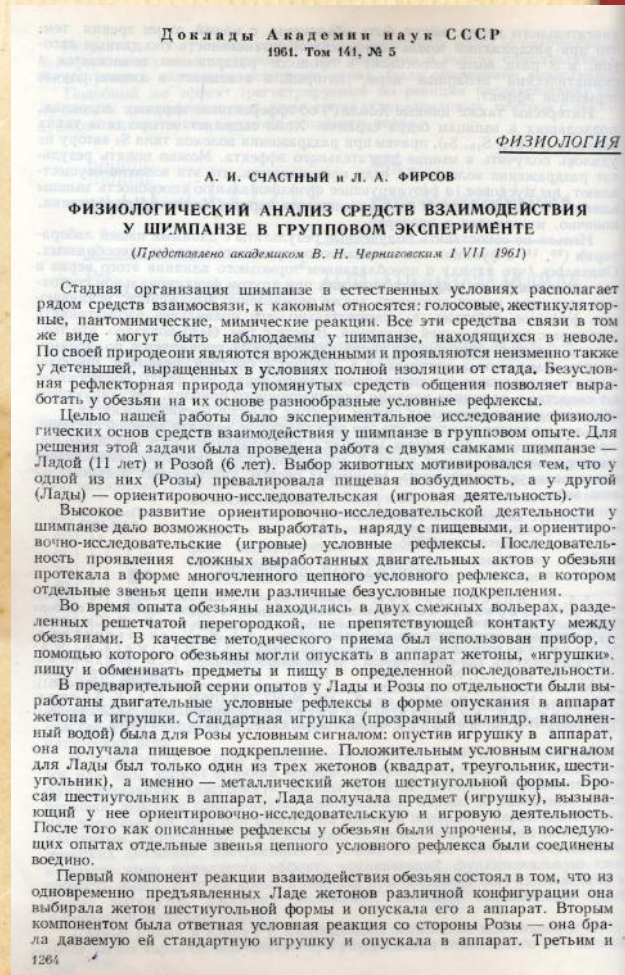 Доклады Академии наук СССР
1961. Том 141, № 5
ФИЗИОЛОГИЯ
А. И. СЧАСТНЫЙ и Л. А. ФИРСОВ
ФИЗИОЛОГИЧЕСКИЙ АНАЛИЗ СРЕДСТВ ВЗАИМОДЕЙСТВИЯ
У ШИМПАНЗЕ В ГРУППОВОМ ЭКСПЕРИМЕНТЕ
(Представлено академиком В. Н. Черниговским 1 VII 1961)
Стадная организация шимпанзе в естественных условиях располагает
рядом средств взаимосвязи, к каковым относятся: голосовые, жестикулятор-
ные, пантомимические, мимические реакции. Все эти средства связи в том
же виде могут быть наблюдаемы у шимпанзе, находящихся в неволе.
По своей природеони являются врожденными и проявляются неизменно также
у детенышей, выращенных в условиях полной изоляции от стада. Безуслов-
ная рефлекторная природа упомянутых средств общения позволяет выра-
ботать у обезьян на их основе разнообразные условные рефлексы.
Целью нашей работы было экспериментальное исследование физиоло-
гических основ средств взаимодействия у шимпанзе в групповом опыте. Для
решения этой задачи была проведена работа с двумя самками шимпанзе —
Ладой (11 лет) и Розой (6 лет). Выбор животных мотивировался тем, что у
одной из них (Розы) превалировала пищевая возбудимость, а у другой
(Лады) — ориентировочно-исследовательская (игровая деятельность).
Высокое развитие ориентировочно-исследовательской деятельности у
шимпанзе дало возможность выработать, наряду с пищевыми, и ориентиро-
вочно-исследовательские (игровые) условные рефлексы. Последователь-
ность проявления сложных выработанных двигательных актов у обезьян
протекала в форме многочленного цепного условного рефлекса, в котором
отдельные звенья цепи имели различные безусловные подкрепления.
Во время опыта обезьяны находились в двух смежных вольерах, разде-
ленных решетчатой перегородкой, не препятствующей контакту между
обезьянами. В качестве методического приема был использован прибор, с
помощью которого обезьяны могли опускать в аппарат жетоны, «игрушки»,
пищу и обменивать предметы и пищу в определенной последовательности.
В предварительной серии опытов у Лады и Розы по отдельности были вы-
работаны двигательные условные рефлексы в форме опускания в аппарат
жетона и игрушки. Стандартная игрушка (прозрачный цилиндр, наполнен-
ный водой) была для Розы условным сигналом: опустив игрушку в аппарат,
она получала пищевое подкрепление. Положительным условным сигналом
для Лады был только один из трех жетонов (квадрат, треугольник, шести-
угольник), а именно — металлический жетон шестиугольной формы. Бро-
сая шестиугольник в аппарат, Лада получала предмет (игрушку), вызыва-
ющий у нее ориентировочно-исследовательскую и игровую деятельность.
После того как описанные рефлексы у обезьян были упрочены, в последую-
щих опытах отдельные звенья цепного условного рефлекса были соединены
воедино.
Первый компонент реакции взаимодействия обезьян состоял в том, что из
одновременно предъявленных Ладе жетонов различной конфигурации она
выбирала жетон шестиугольной формы и опускала его а аппарат. Вторым
компонентом была ответная условная реакция со стороны Розы — она бра-
ла даваемую ей стандартную игрушку и опускала в аппарат. Третьим и
1264